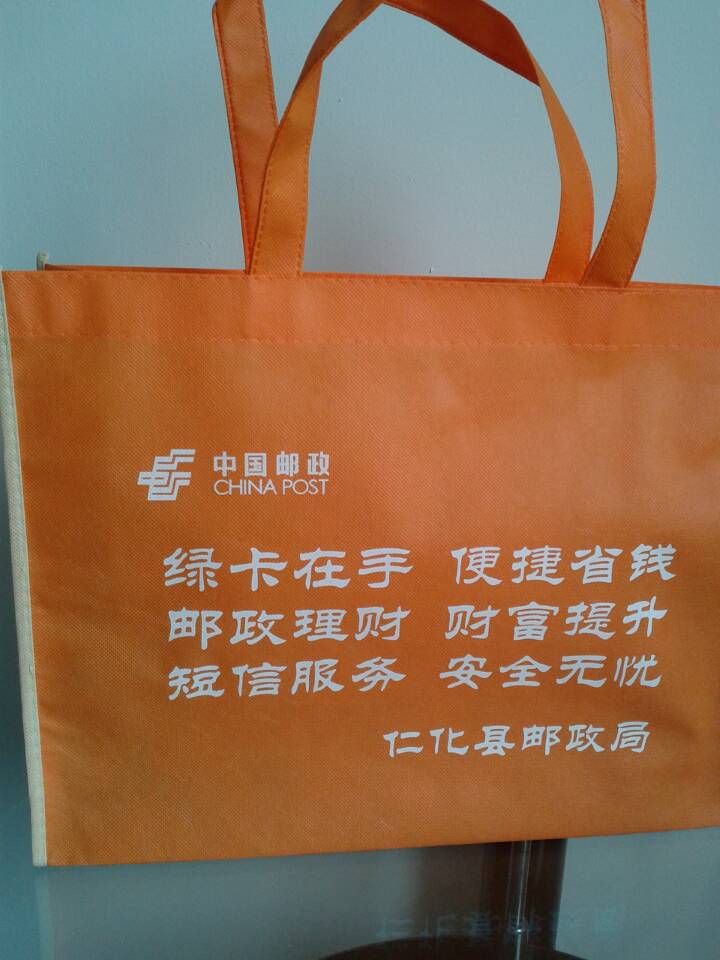 中国邮政
CHINA POST
绿卡在手 便捷省钱
邮政理财 财富提升
短信服务 安全无忧
仁化县邮政局